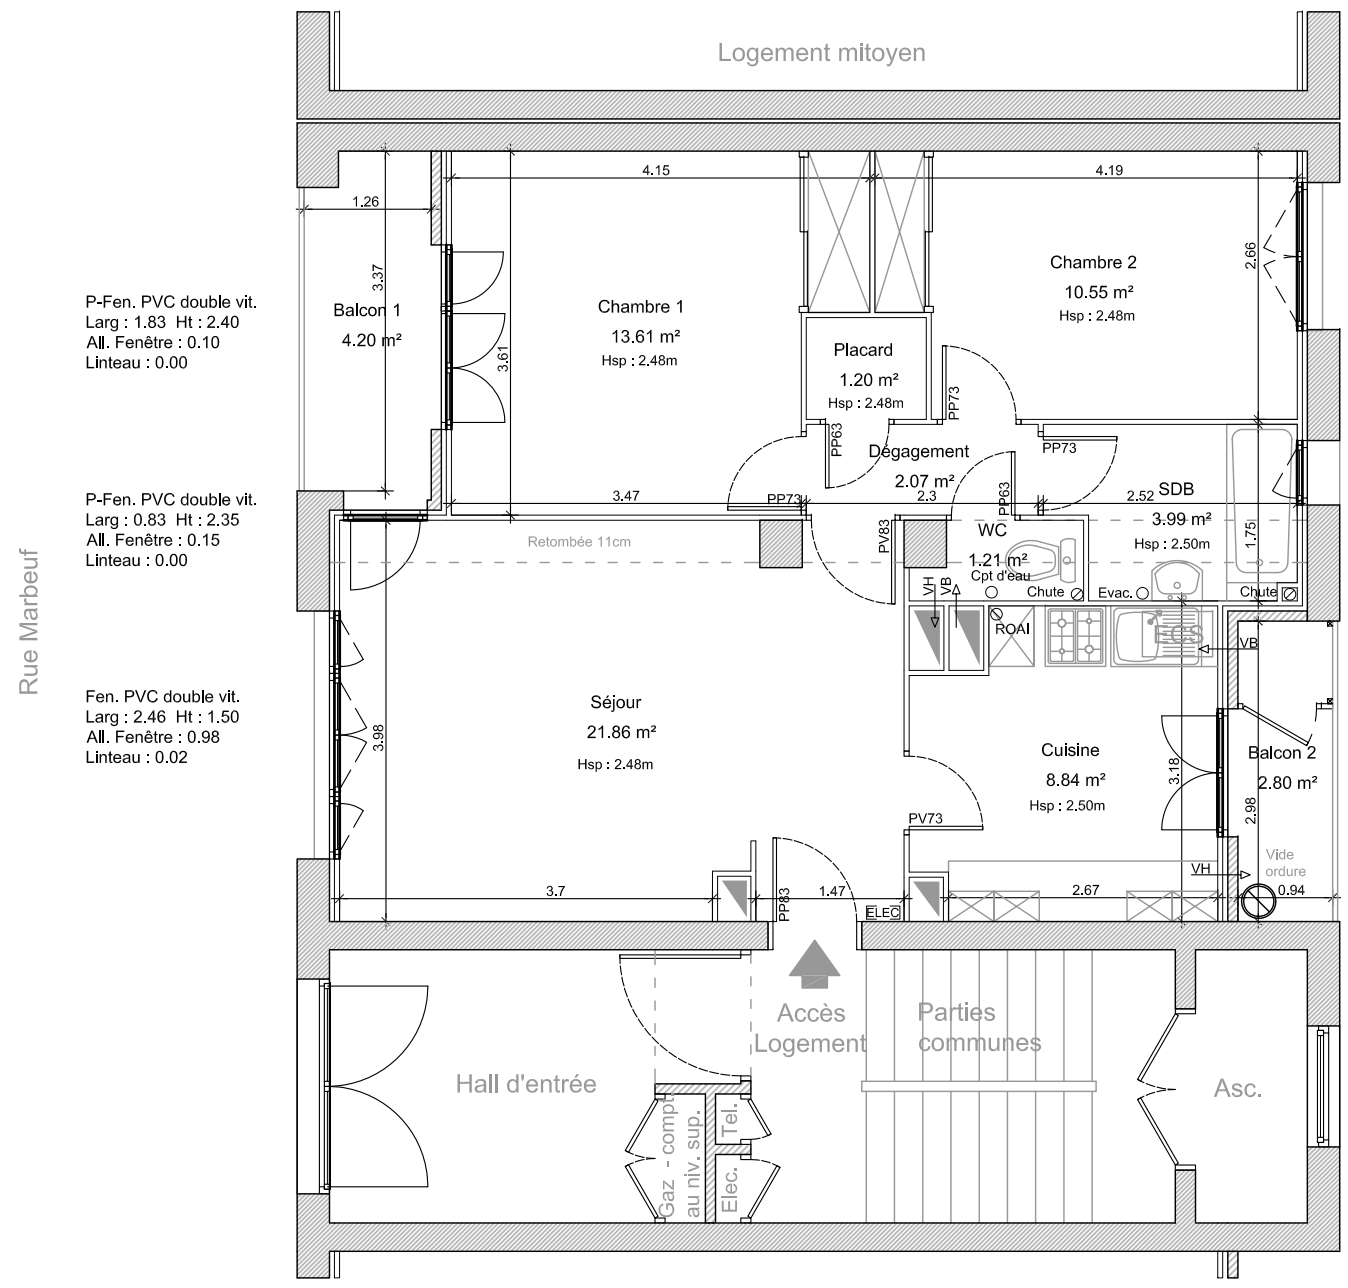 Logement mitoyen
4.15
4.19
1.26
3.37
2.66
Balcon 1
4.20 m²
P-Fen. PVC double vit.
Larg : 1.83  Ht : 2.40
All. Fenêtre : 0.10
Linteau : 0.00
Chambre 1
13.61 m²
Hsp : 2.48m
3.61
Chambre 2
10.55 m²
Hsp : 2.48m
Placard
1.20 m²
Hsp : 2.48m
PP73
PP63
Dégagement
2.07 m²
PP73
P-Fen. PVC double vit.
Larg : 0.83  Ht : 2.35
All. Fenêtre : 0.15
Linteau : 0.00
3.47
PP73
2.3
PP63
2.52
SDB
3.99 m²
Hsp : 2.50m
1.75
Retombée 11cm
PV83
WC
1.21 m²
Cpt d'eau
Chute
Evac.
Chute
VH
VB
ROAI
ECS
VB
Rue Marbeuf
Fen. PVC double vit.
Larg : 2.46  Ht : 1.50
All. Fenêtre : 0.98
Linteau : 0.02
3.98
Séjour
21.86 m²
Hsp : 2.48m
Cuisine
8.84 m²
Hsp : 2.50m
3.18
Balcon 2
2.80 m²
2.98
PV73
Vide
ordure
VH
3.7
PP83
1.47
ELEC
2.67
0.94
Accès
Logement
Parties
communes
Hall d'entrée
Asc.
Gaz - compt.
au niv. sup.
Tel.
Elec.